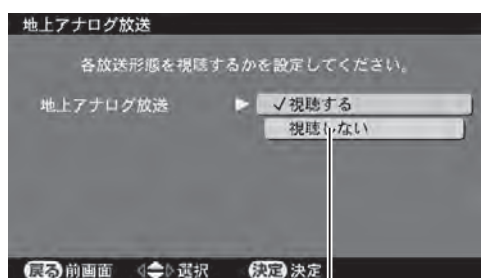 地上アナログ放送
各放送形態を視聴するかを設定してください。
地上アナログ放送 ▶ ✓視聴する
視聴しない
戻る 前画面 選択 決定 決定